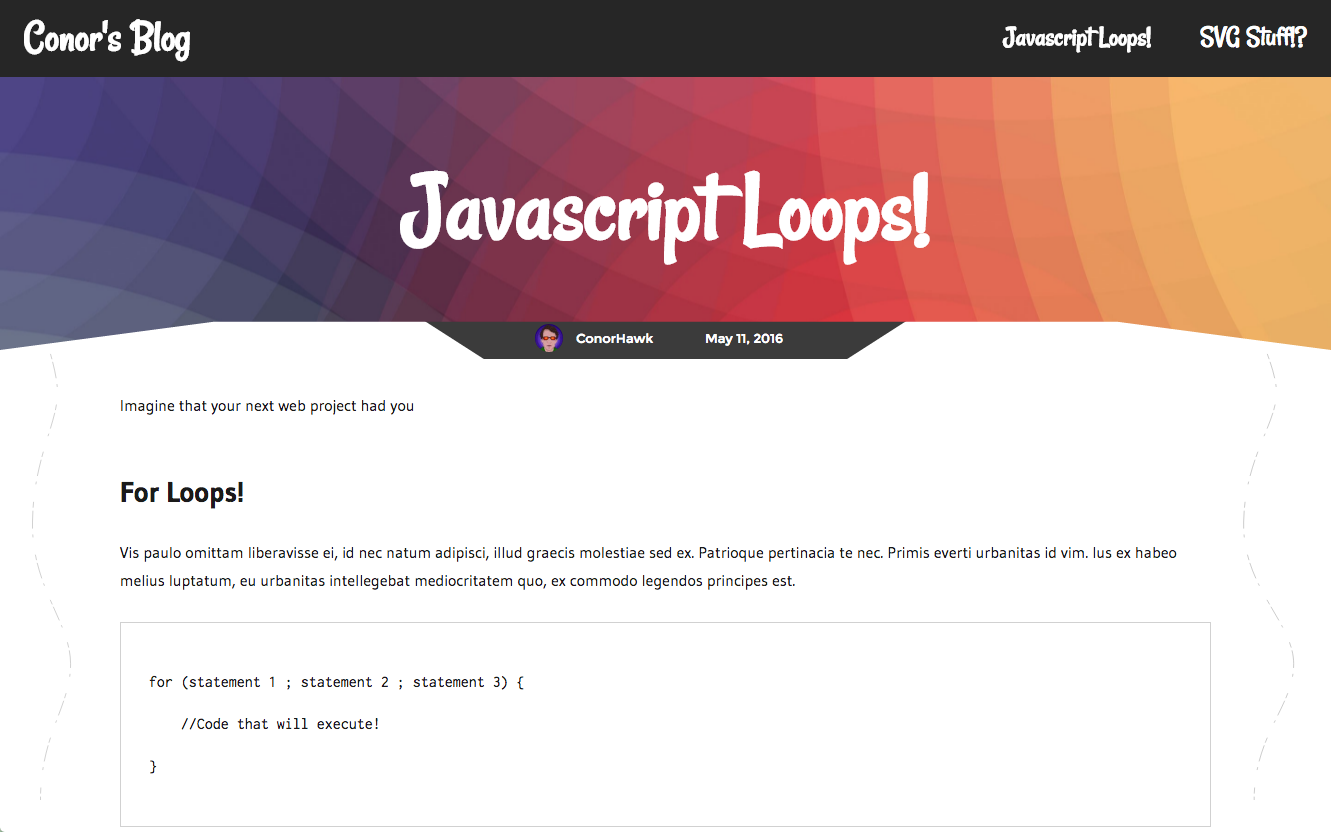 Conor's Blog
Javascript Loops!
SVG Stuff!?
Javascript Loops!
ConorHawk
May 11, 2016
Imagine that your next web project had you
For Loops!
Vis paulo omittam liberavisse ei, id nec natum adipisci, illud graecis molestiae sed ex. Patrioque pertinacia te nec. Primis everti urbanitas id vim. Ius ex habeo
melius luptatum, eu urbanitas intellegebat mediocritatem quo, ex commodo legendos principes est.
for (statement 1 ; statement 2 ; statement 3) {
//Code that will execute!
}